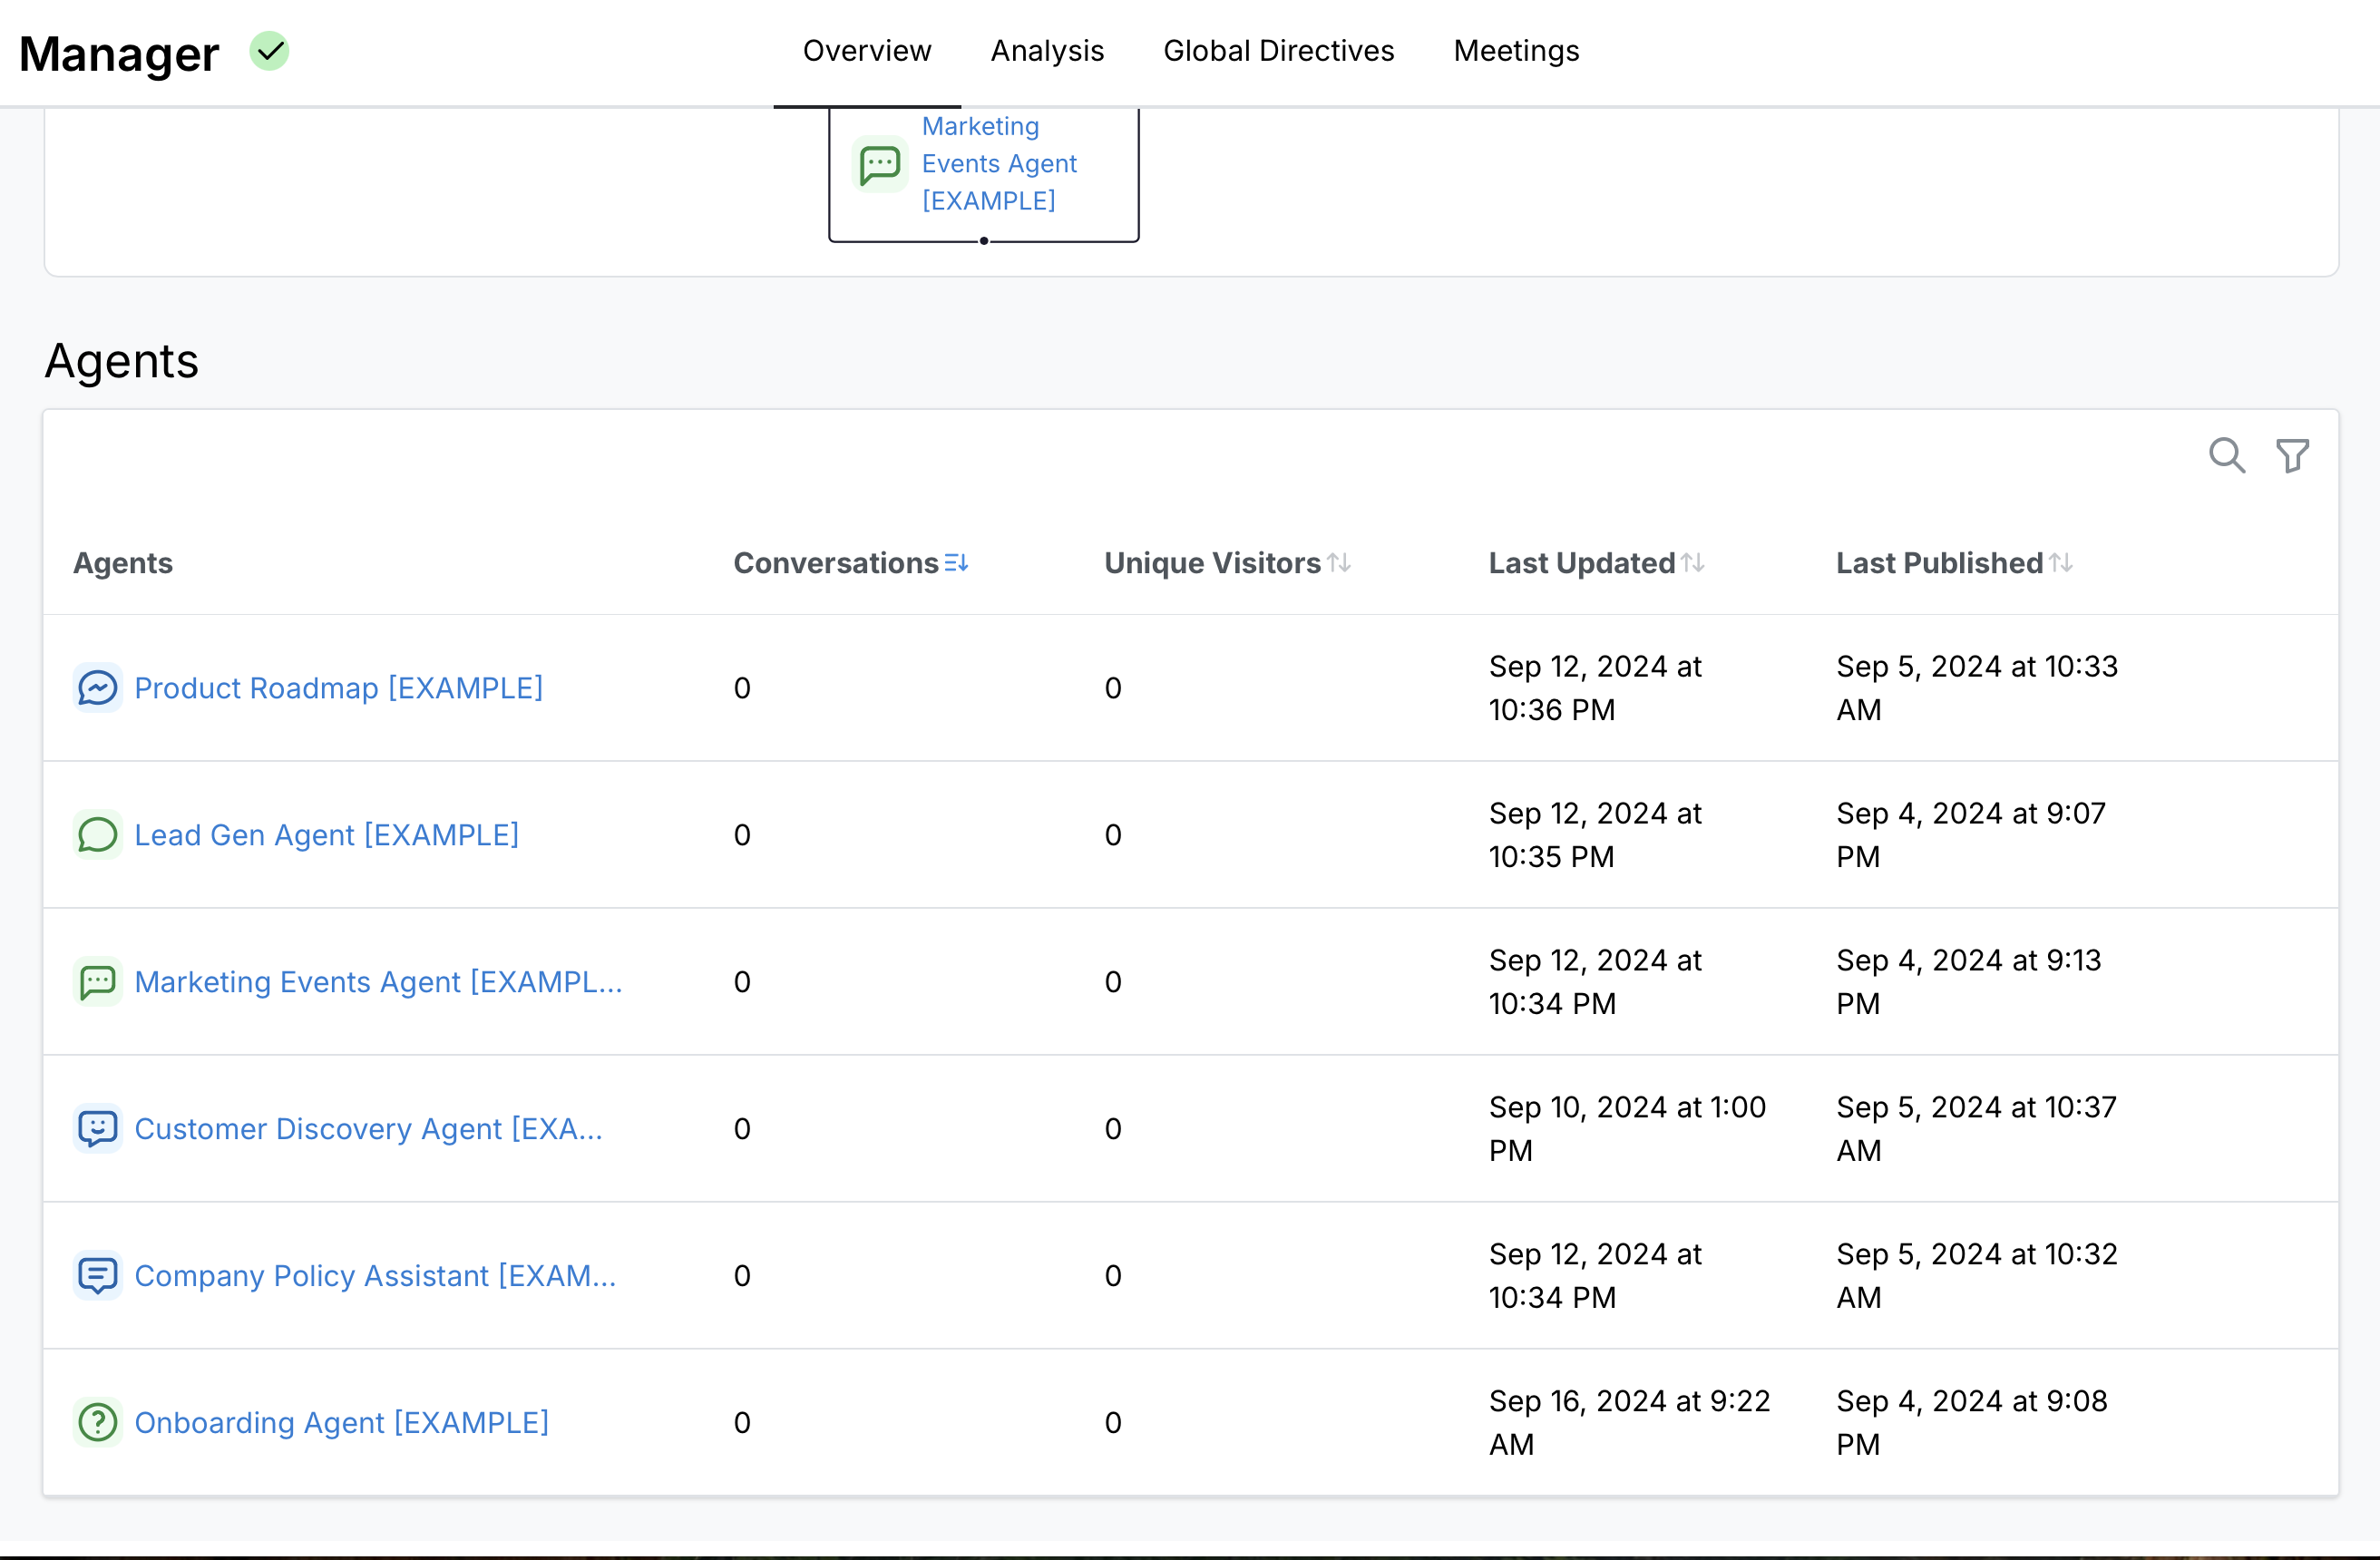 Manager
Overview Analysis Global Directives Meetings
Marketing
Events Agent
[EXAMPLE]
Agents
Agents Conversations Unique Visitors Last Updated Last Published
Product Roadmap [EXAMPLE] 0 0 Sep 12, 2024 at 10:36 PM Sep 5, 2024 at 10:33 AM
Lead Gen Agent [EXAMPLE] 0 0 Sep 12, 2024 at 10:35 PM Sep 4, 2024 at 9:07 PM
Marketing Events Agent [EXAMPL... 0 0 Sep 12, 2024 at 10:34 PM Sep 4, 2024 at 9:13 PM
Customer Discovery Agent [EXA... 0 0 Sep 10, 2024 at 1:00 PM Sep 5, 2024 at 10:37 AM
Company Policy Assistant [EXAM... 0 0 Sep 12, 2024 at 10:34 PM Sep 5, 2024 at 10:32 AM
Onboarding Agent [EXAMPLE] 0 0 Sep 16, 2024 at 9:22 AM Sep 4, 2024 at 9:08 PM